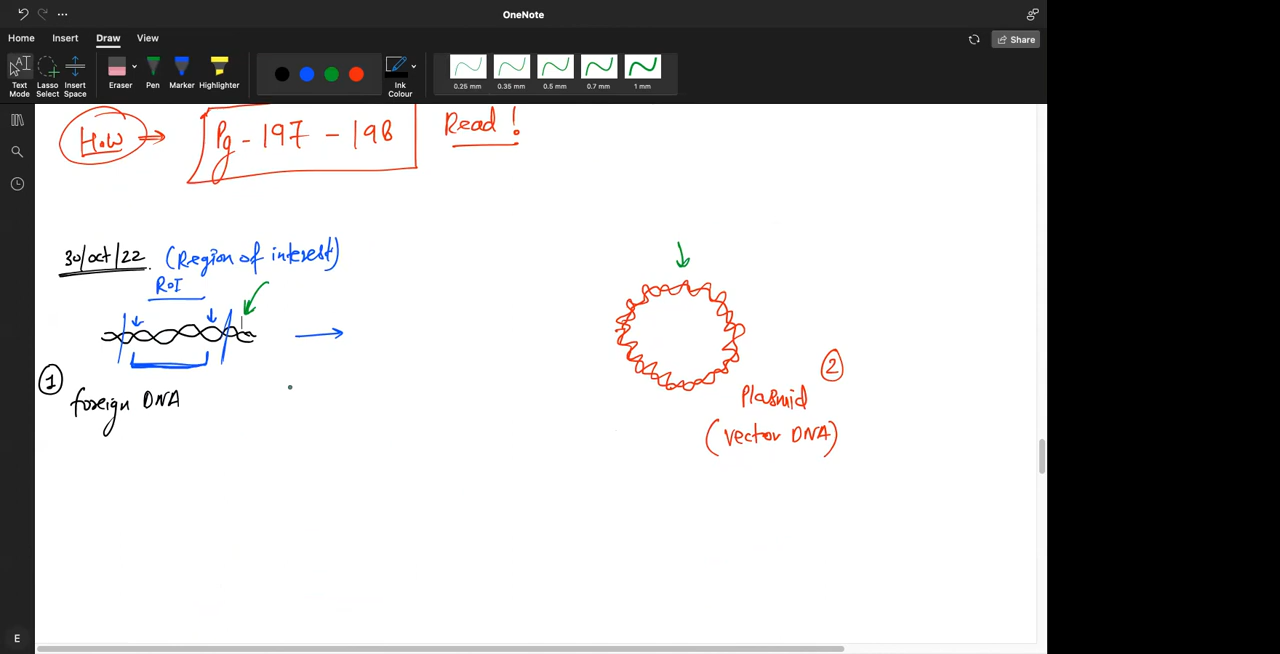 OneNote
Home Insert Draw View
Share
Text Mode
Lasso Select
Insert Space
Eraser
Pen
Marker
Highlighter
Ink Colour
0.25 mm
0.35 mm
0.5 mm
0.7 mm
1 mm
H.W → Pg - 197 - 198 Read !
30/oct/22. (Region of interest)
ROI
1
foreign DNA
2
Plasmid
(vector DNA)
E